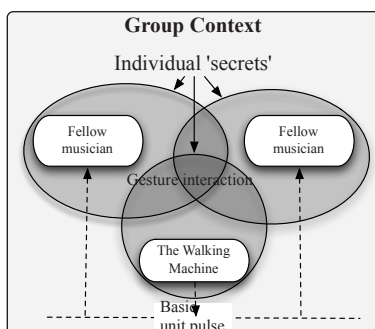 Group Context
Individual 'secrets'
Fellow
musician
Fellow
musician
Gesture interaction
The Walking
Machine
Basic
unit pulse